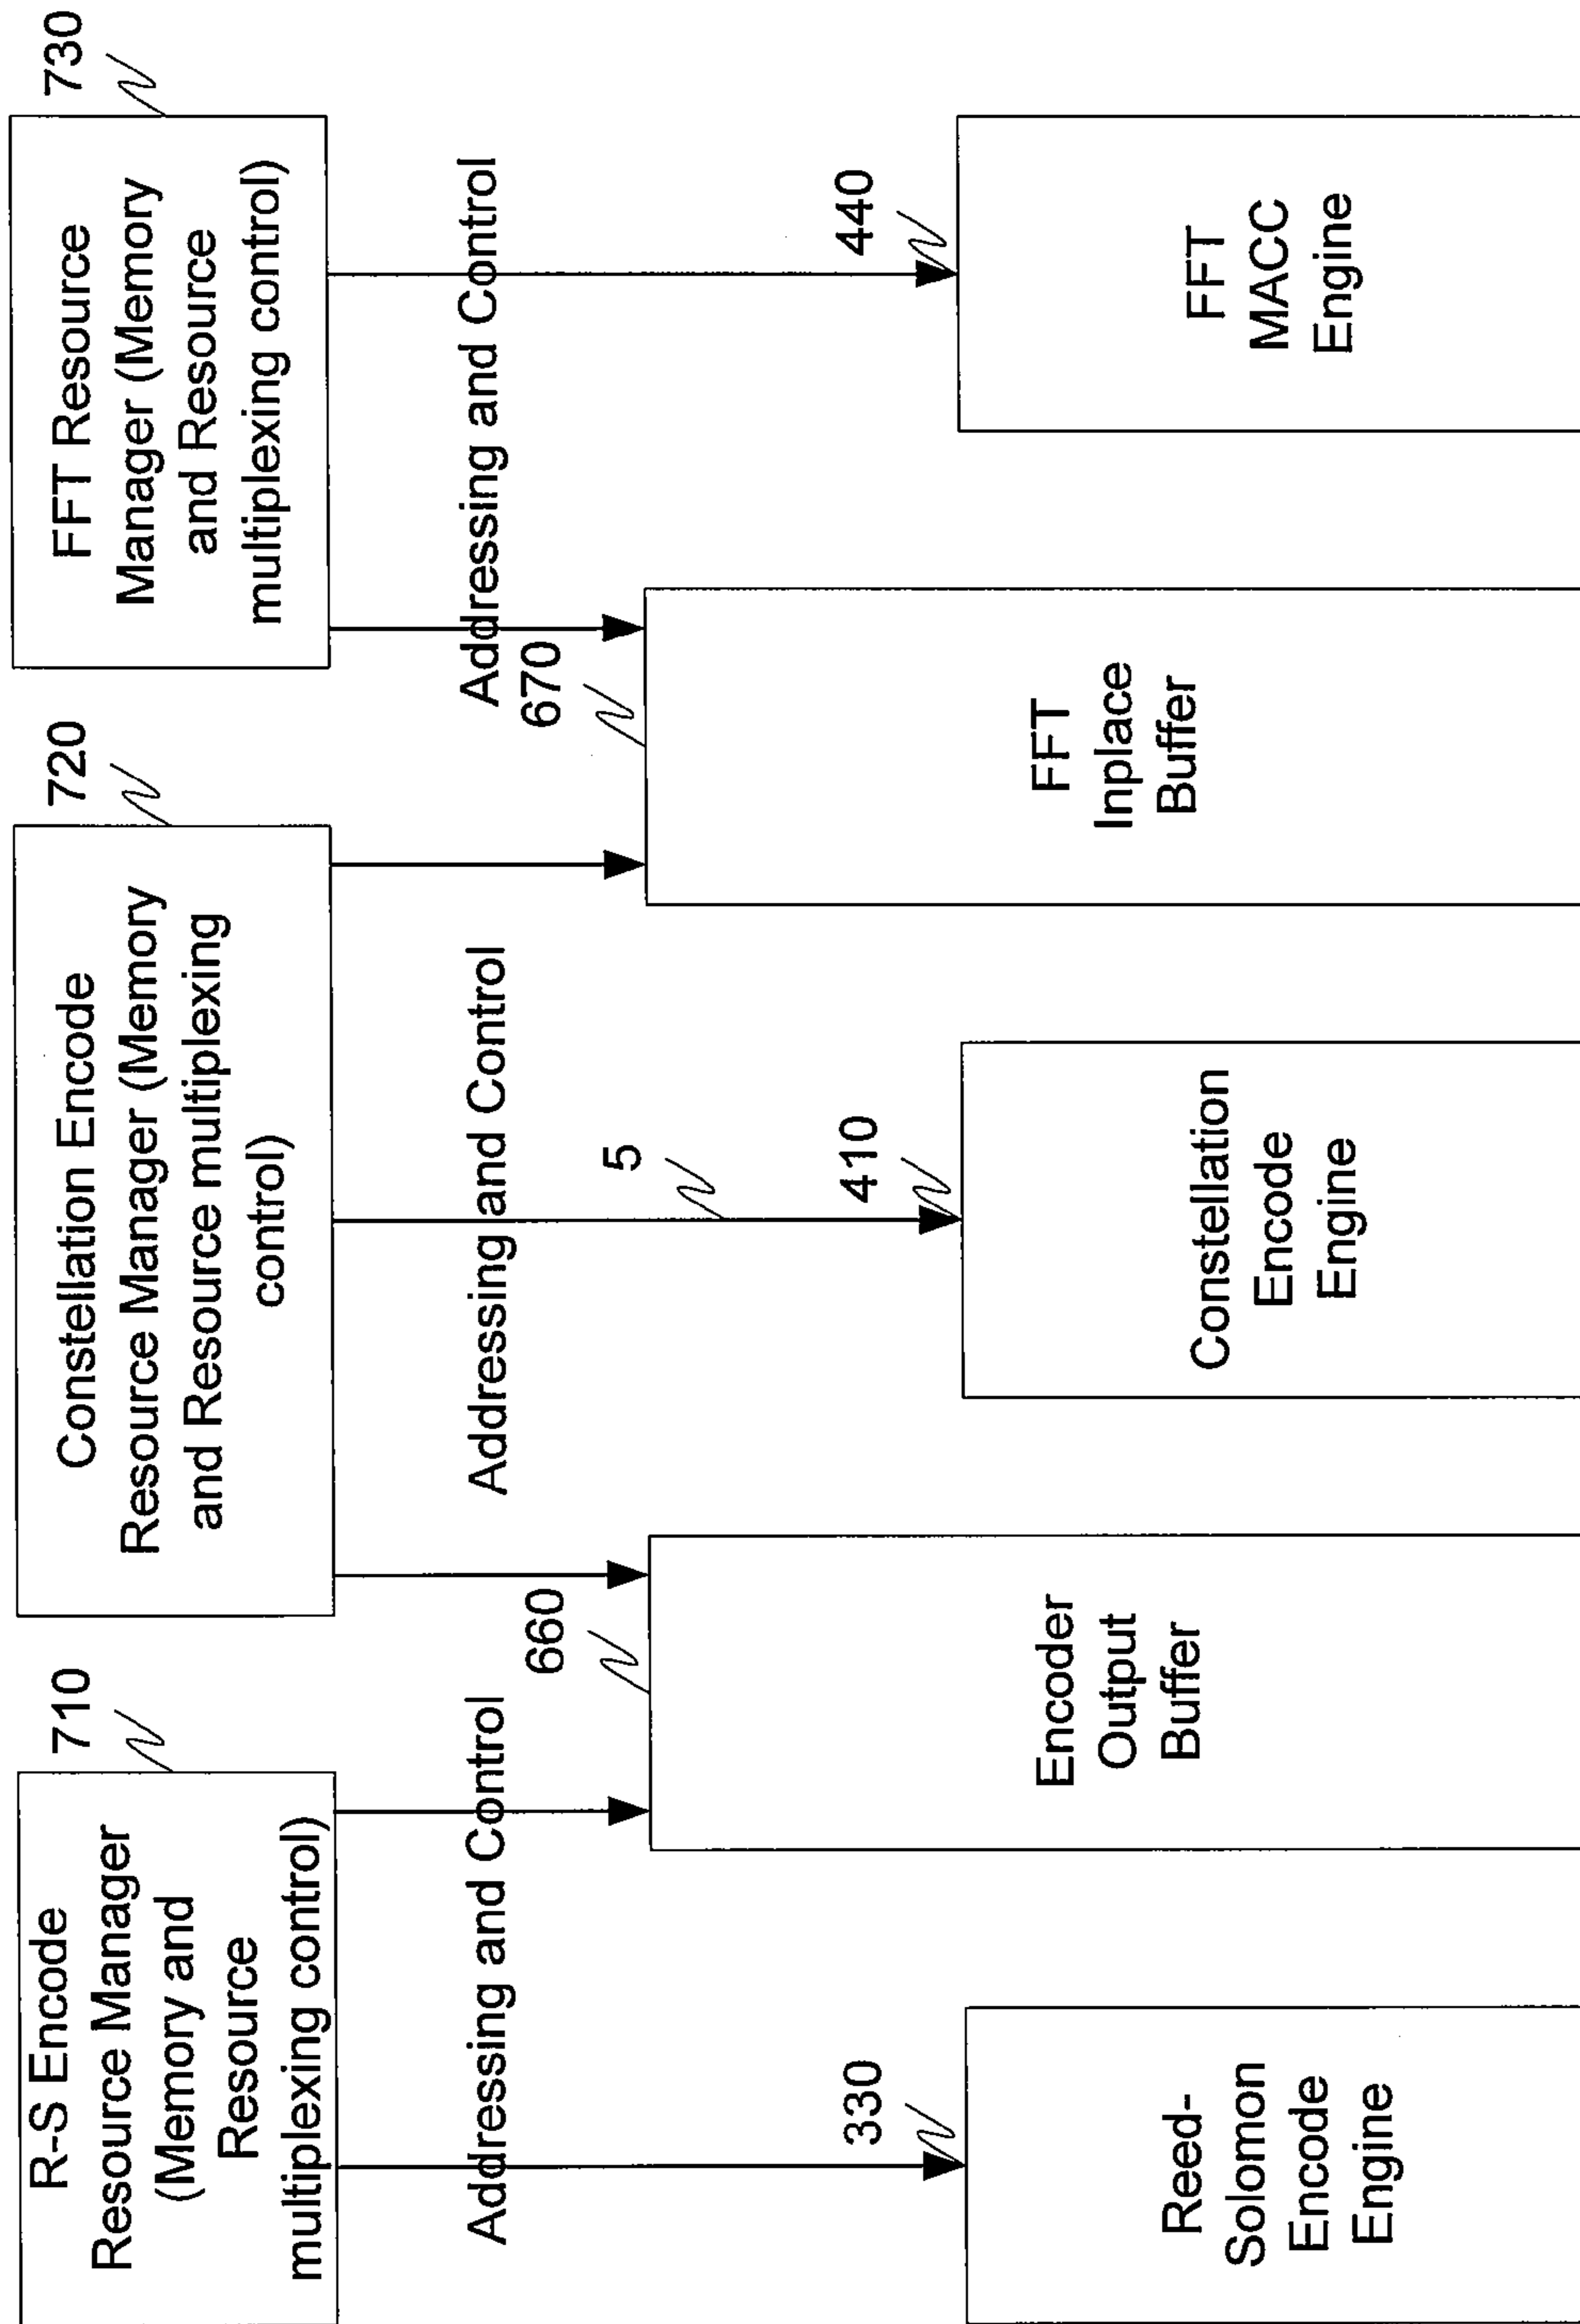 710
R-S Encode
Resource Manager
(Memory and
Resource
multiplexing control)
720
Constellation Encode
Resource Manager (Memory
and Resource multiplexing
control)
730
FFT Resource
Manager (Memory
and Resource
multiplexing control)
Addressing and Control
Addressing and Control
Addressing and Control
330
Reed-
Solomon
Encode
Engine
660
Encoder
Output
Buffer
5
410
Constellation
Encode
Engine
670
FFT
Inplace
Buffer
440
FFT
MACC
Engine